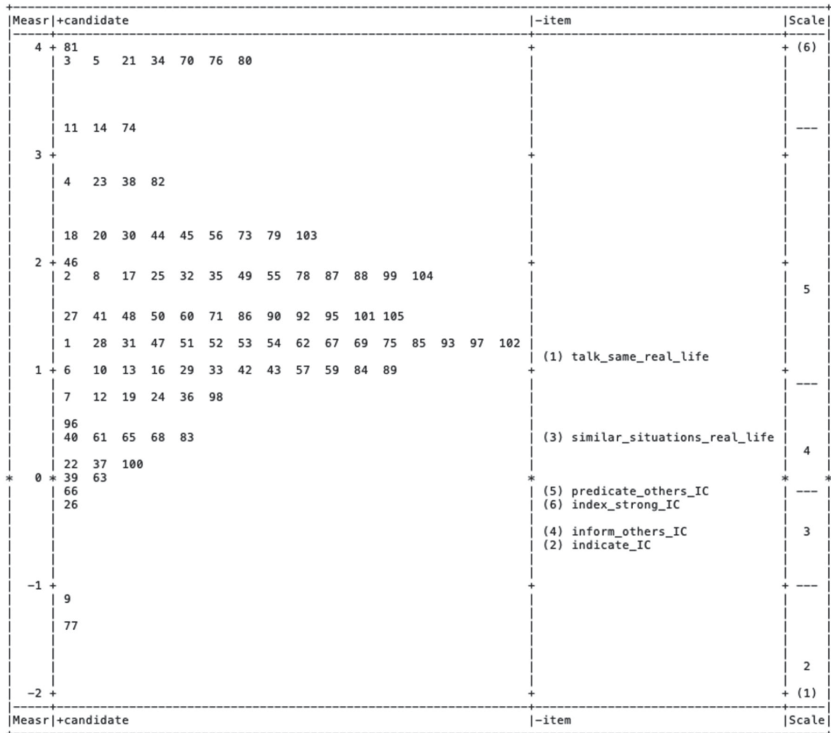 Measr +candidate -item Scale
4 81 (6)
3 5 21 34 70 76 80
11 14 74 ---
3
4 23 38 82
18 20 30 44 45 56 73 79 103
2 46
2 8 17 25 32 35 49 55 78 87 88 99 104
5
27 41 48 50 60 71 86 90 92 95 101 105
1 28 31 47 51 52 53 54 62 67 69 75 85 93 97 102
(1) talk_same_real_life
1 6 10 13 16 29 33 42 43 57 59 84 89
---
7 12 19 24 36 98
96
40 61 65 68 83 (3) similar_situations_real_life
4
22 37 100
* 0 * 39 63 * *
66 (5) predicate_others_IC ---
26 (6) index_strong_IC
(4) inform_others_IC 3
(2) indicate_IC
-1 ---
9
77
2
-2 (1)
Measr +candidate -item Scale